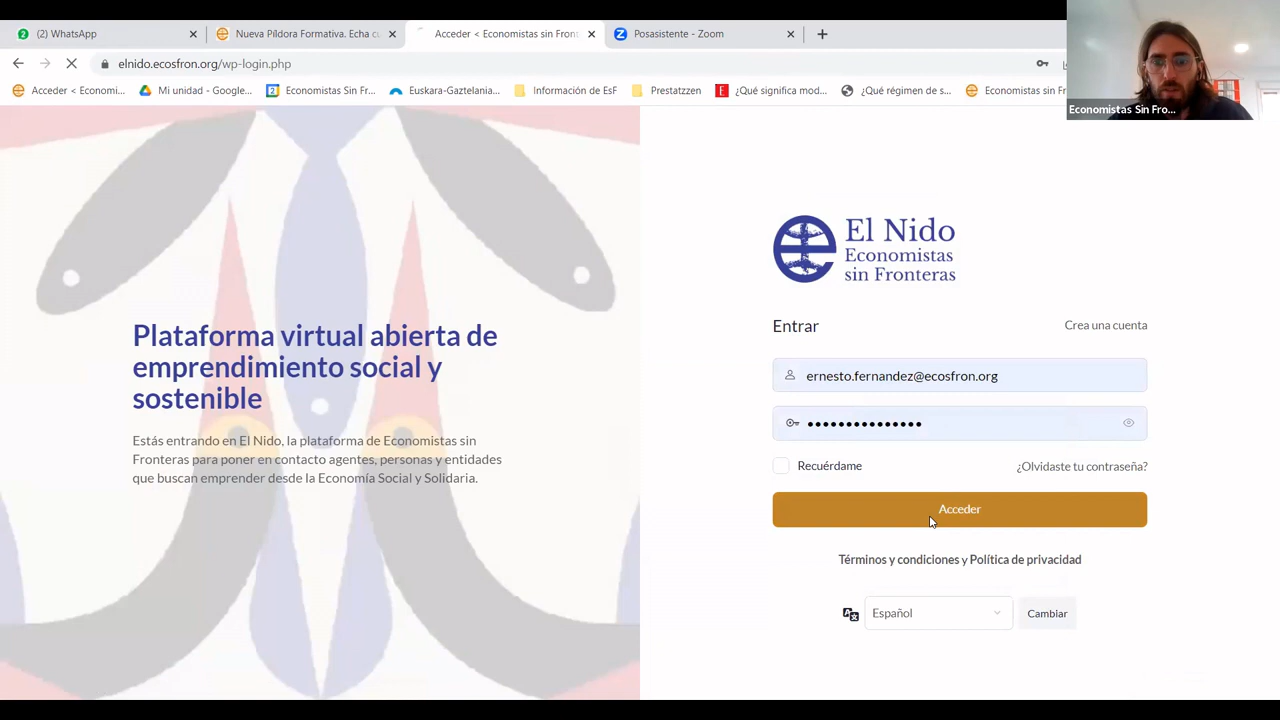 (2) WhatsApp
Nueva Píldora Formativa. Echa cu
Acceder < Economistas sin Front
Posasistente - Zoom
elnido.ecosfron.org/wp-login.php
Acceder < Economi...
Mi unidad - Google...
Economistas Sin Fr...
Euskara-Gaztelania...
Información de EsF
Prestatzzen
¿Qué significa mod...
¿Qué régimen de s...
Economistas sin Fr
Economistas Sin Fro...
Plataforma virtual abierta de
emprendimiento social y
sostenible
Estás entrando en El Nido, la plataforma de Economistas sin
Fronteras para poner en contacto agentes, personas y entidades
que buscan emprender desde la Economía Social y Solidaria.
El Nido
Economistas
sin Fronteras
Entrar
Crea una cuenta
ernesto.fernandez@ecosfron.org
Recuérdame
¿Olvidaste tu contraseña?
Acceder
Términos y condiciones y Política de privacidad
Español
Cambiar